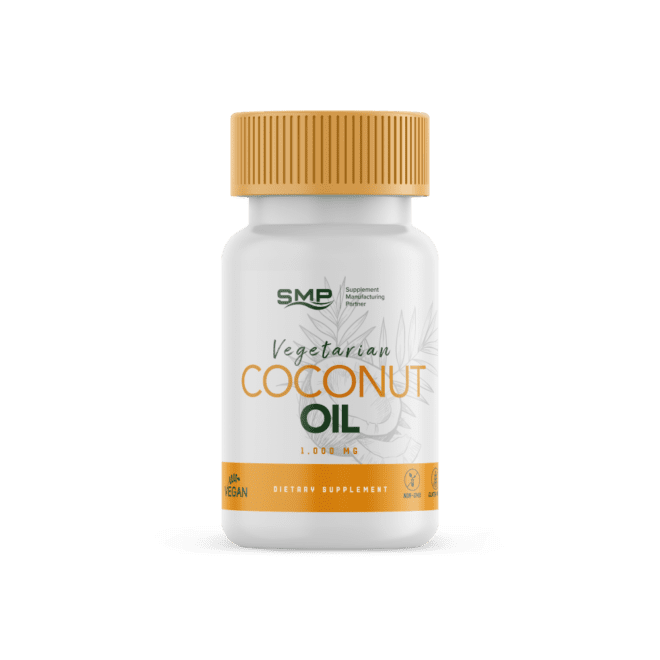 SMP
Supplement
Manufacturing
Partner
Vegetarian
COCONUT
OIL
1,000 MG
VEGAN
DIETARY SUPPLEMENT
NON-GMO